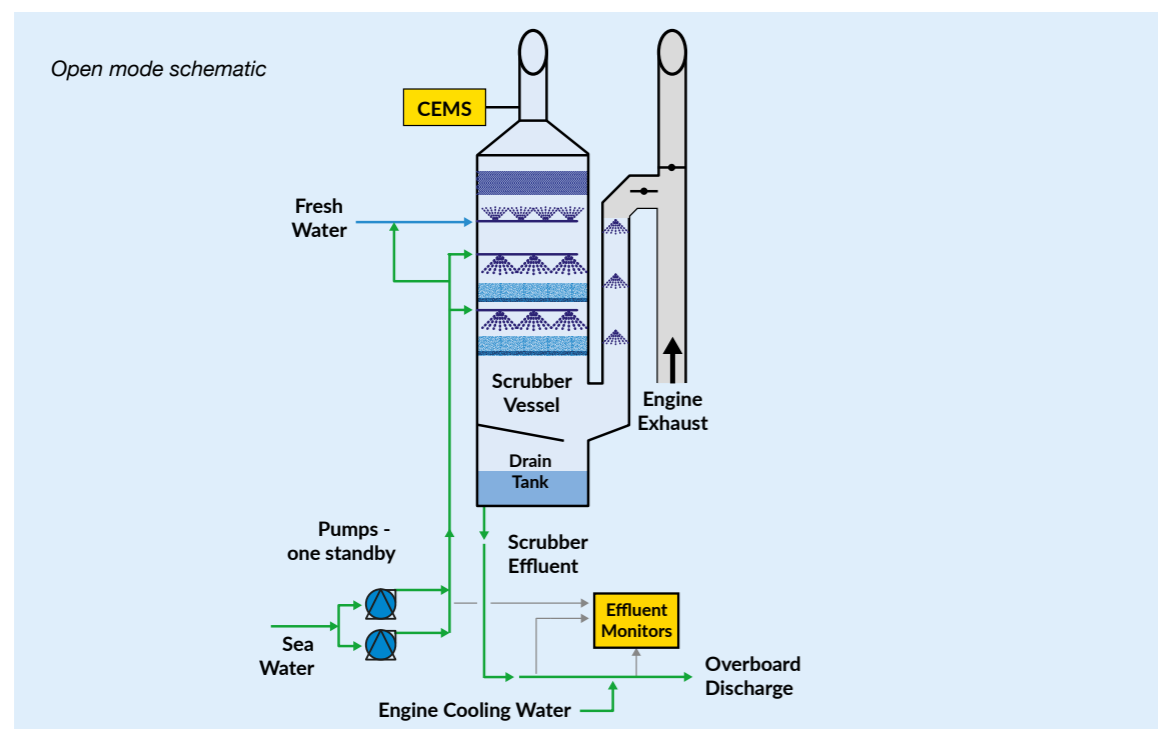 Open mode schematic
CEMS
Fresh
Water
Scrubber
Vessel
Engine
Exhaust
Drain
Tank
Pumps -
one standby
Scrubber
Effluent
Effluent
Monitors
Sea
Water
Overboard
Discharge
Engine Cooling Water